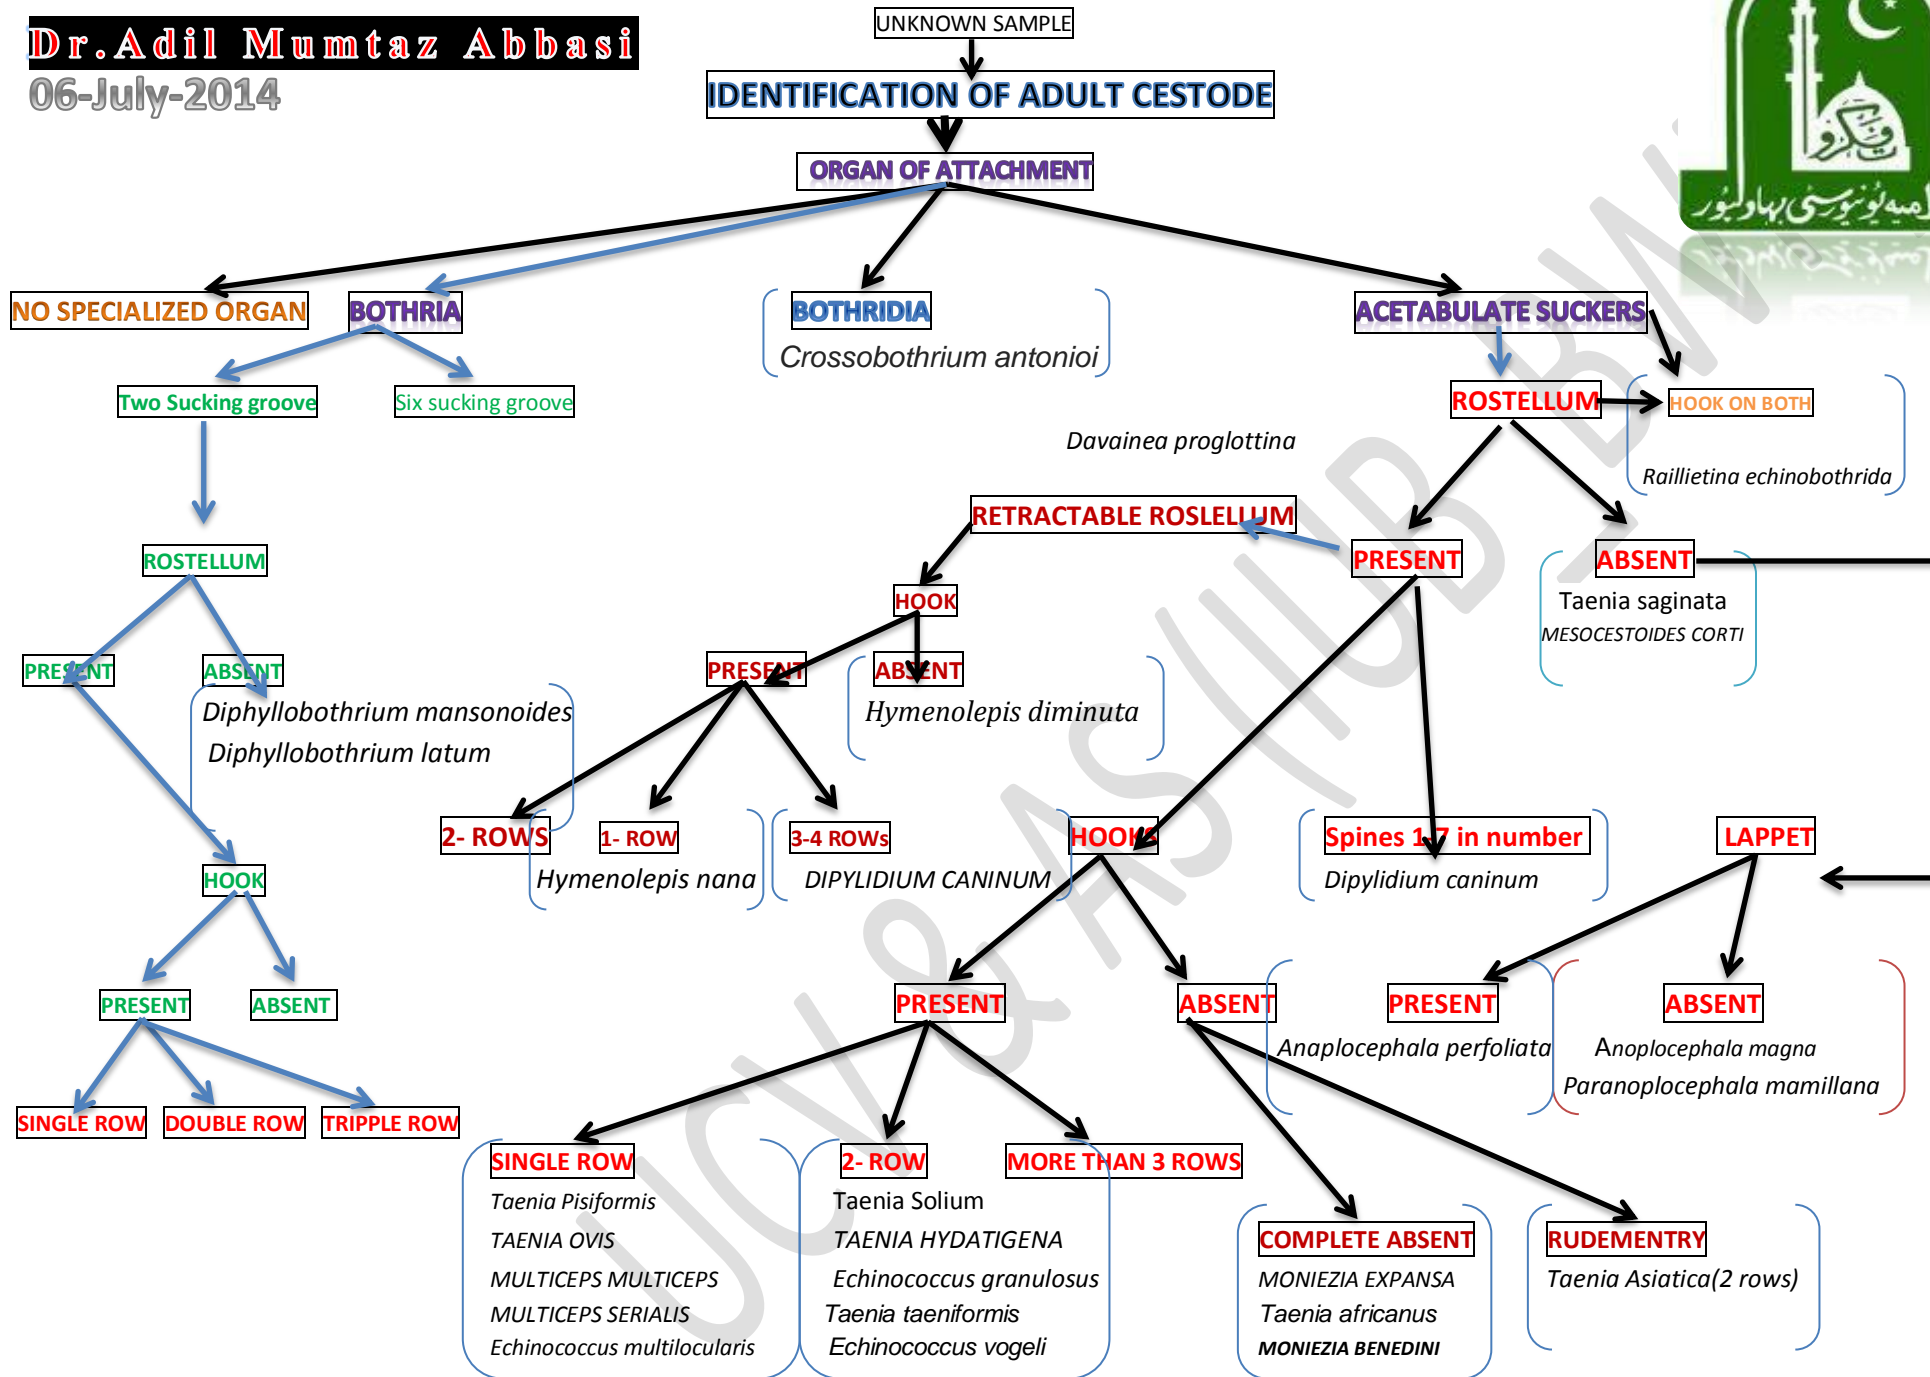 UNKNOWN SAMPLE
Dr.Adil Mumtaz Abbasi
06-July-2014
IDENTIFICATION OF ADULT CESTODE
ORGAN OF ATTACHMENT
NO SPECIALIZED ORGAN
BOTHRIA
BOTHRIDIA
Crossobothrium antonioi
ACETABULATE SUCKERS
Two Sucking groove
Six sucking groove
ROSTELLUM
HOOK ON BOTH
Davainea proglottina
Raillietina echinobothrida
RETRACTABLE ROSLELLUM
ROSTELLUM
PRESENT
ABSENT
Taenia saginata
MESOCESTOIDES CORTI
HOOK
PRESENT
ABSENT
PRESENT
ABSENT
Diphyllobothrium mansonoides
Diphyllobothrium latum
Hymenolepis diminuta
2- ROWS
1- ROW
Hymenolepis nana
3-4 ROWs
DIPYLIDIUM CANINUM
HOOKS
Spines 1-7 in number
Dipylidium caninum
LAPPET
HOOK
PRESENT
ABSENT
PRESENT
ABSENT
PRESENT
Anaplocephala perfoliata
ABSENT
Anoplocephala magna
Paranoplocephala mamillana
SINGLE ROW
DOUBLE ROW
TRIPPLE ROW
SINGLE ROW
Taenia Pisiformis
TAENIA OVIS
MULTICEPS MULTICEPS
MULTICEPS SERIALIS
Echinococcus multilocularis
2- ROW
Taenia Solium
TAENIA HYDATIGENA
Echinococcus granulosus
Taenia taeniformis
Echinococcus vogeli
MORE THAN 3 ROWS
COMPLETE ABSENT
MONIEZIA EXPANSA
Taenia africanus
MONIEZIA BENEDINI
RUDEMENTRY
Taenia Asiatica(2 rows)
UCV & AS (IUB_BW